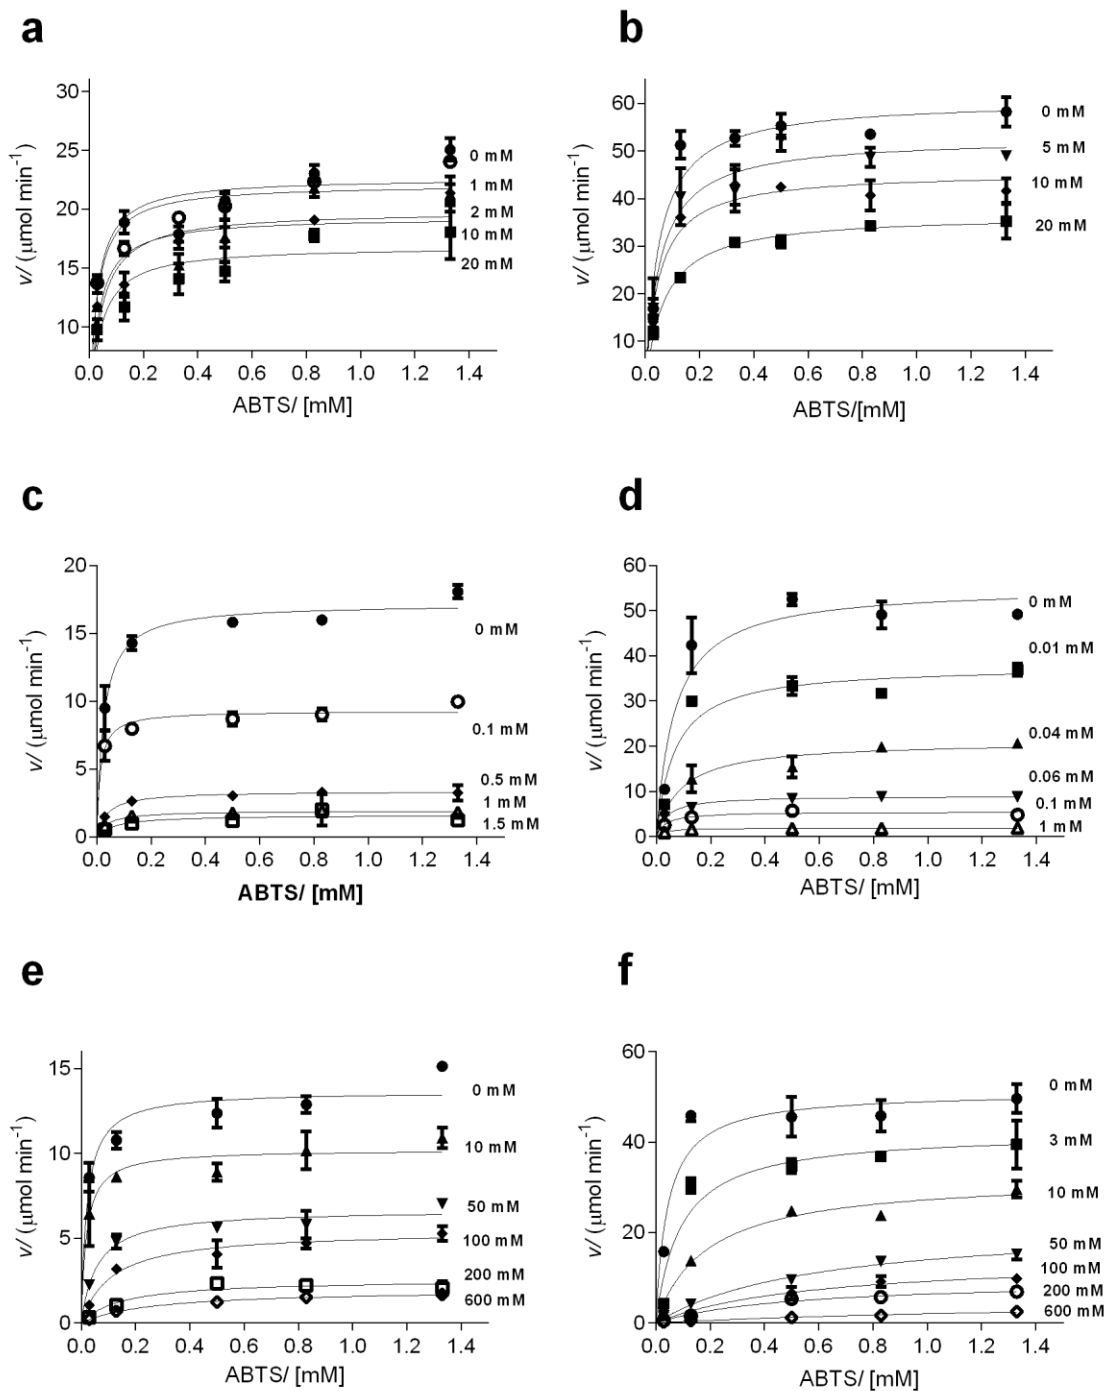 a
30
25
20
15
10
v/ (μmol min⁻¹)
0 mM
1 mM
2 mM
10 mM
20 mM
0.0 0.2 0.4 0.6 0.8 1.0 1.2 1.4
ABTS/ [mM]
b
60
50
40
30
20
10
v/ (μmol min⁻¹)
0 mM
5 mM
10 mM
20 mM
0.0 0.2 0.4 0.6 0.8 1.0 1.2 1.4
ABTS/[mM]
c
20
15
10
5
0
v/ (μmol min⁻¹)
0 mM
0.1 mM
0.5 mM
1 mM
1.5 mM
0.0 0.2 0.4 0.6 0.8 1.0 1.2 1.4
ABTS/ [mM]
d
60
50
40
30
20
10
0
v/ (μmol min⁻¹)
0 mM
0.01 mM
0.04 mM
0.06 mM
0.1 mM
1 mM
0.0 0.2 0.4 0.6 0.8 1.0 1.2 1.4
ABTS/ [mM]
e
15
10
5
0
v/ (μmol min⁻¹)
0 mM
10 mM
50 mM
100 mM
200 mM
600 mM
0.0 0.2 0.4 0.6 0.8 1.0 1.2 1.4
ABTS/ [mM]
f
60
40
20
0
v/ (μmol min⁻¹)
0 mM
3 mM
10 mM
50 mM
100 mM
200 mM
600 mM
0.0 0.2 0.4 0.6 0.8 1.0 1.2 1.4
ABTS/ [mM]